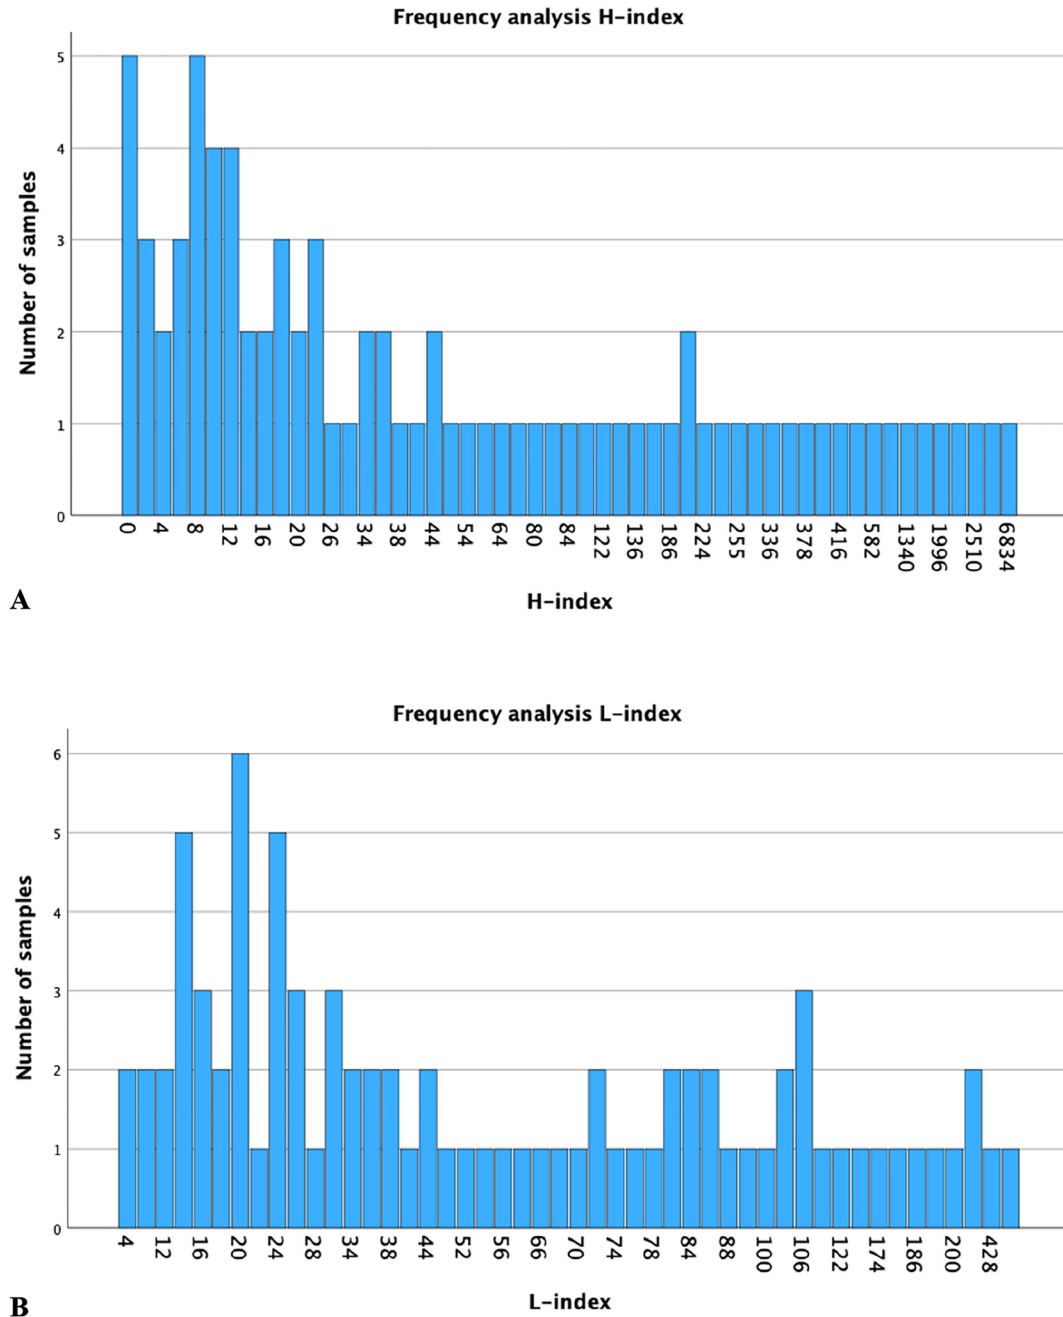 Frequency analysis H-index
Number of samples
5
4
3
2
1
0
0 4 8 12 16 20 26 34 38 44 54 64 80 84 122 136 186 224 255 336 378 416 582 1340 1996 2510 6834
H-index
A
Frequency analysis L-index
Number of samples
6
5
4
3
2
1
0
4 12 16 20 24 28 34 38 44 52 56 66 70 74 78 84 88 100 106 122 174 186 200 428
L-index
B